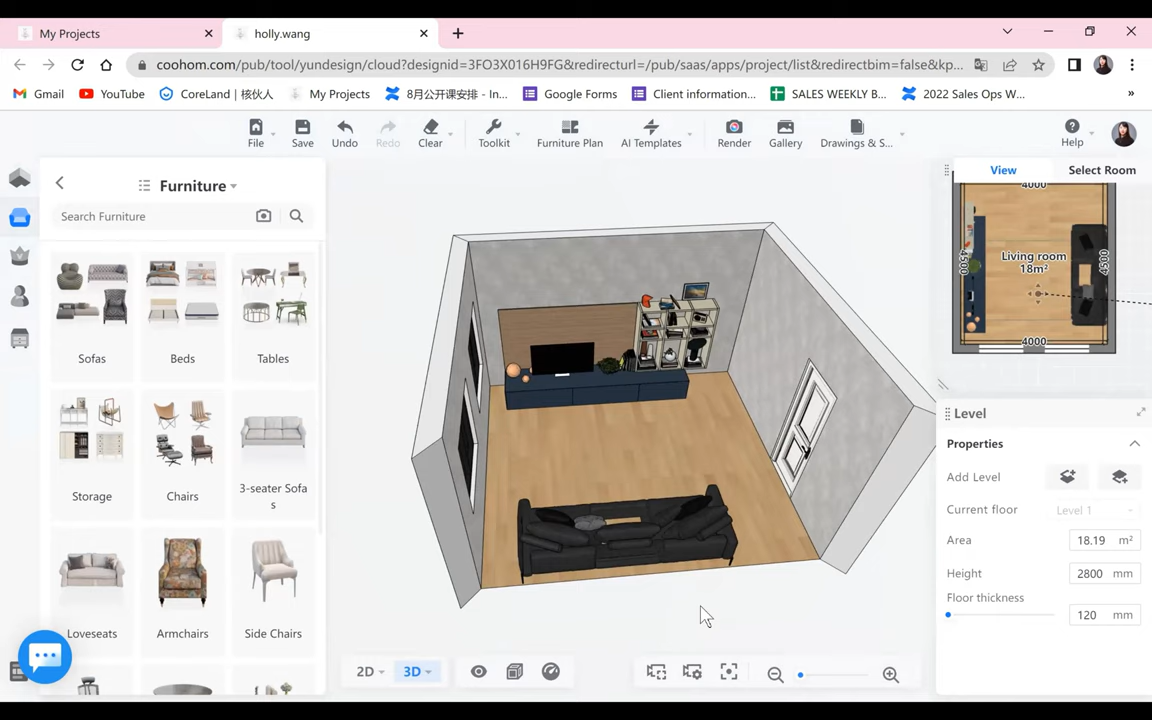 My Projects
holly.wang
coohom.com/pub/tool/yundesign/cloud?designid=3FO3X016H9FG&redirecturl=/pub/saas/apps/project/list&redirectbim=false&kp...
Gmail
YouTube
CoreLand | 核伙人
My Projects
8月公开课安排 - In...
Google Forms
Client information...
SALES WEEKLY B...
2022 Sales Ops W...
»
File
Save
Undo
Redo
Clear
Toolkit
Furniture Plan
AI Templates
Render
Gallery
Drawings & S...
Help
Furniture
Search Furniture
Sofas
Beds
Tables
Storage
Chairs
3-seater Sofa
s
Loveseats
Armchairs
Side Chairs
2D
3D
View
Select Room
4000
4500
Living room
18m²
4500
4000
Level
Properties
Add Level
Current floor
Level 1
Area
18.19 m²
Height
2800 mm
Floor thickness
120 mm